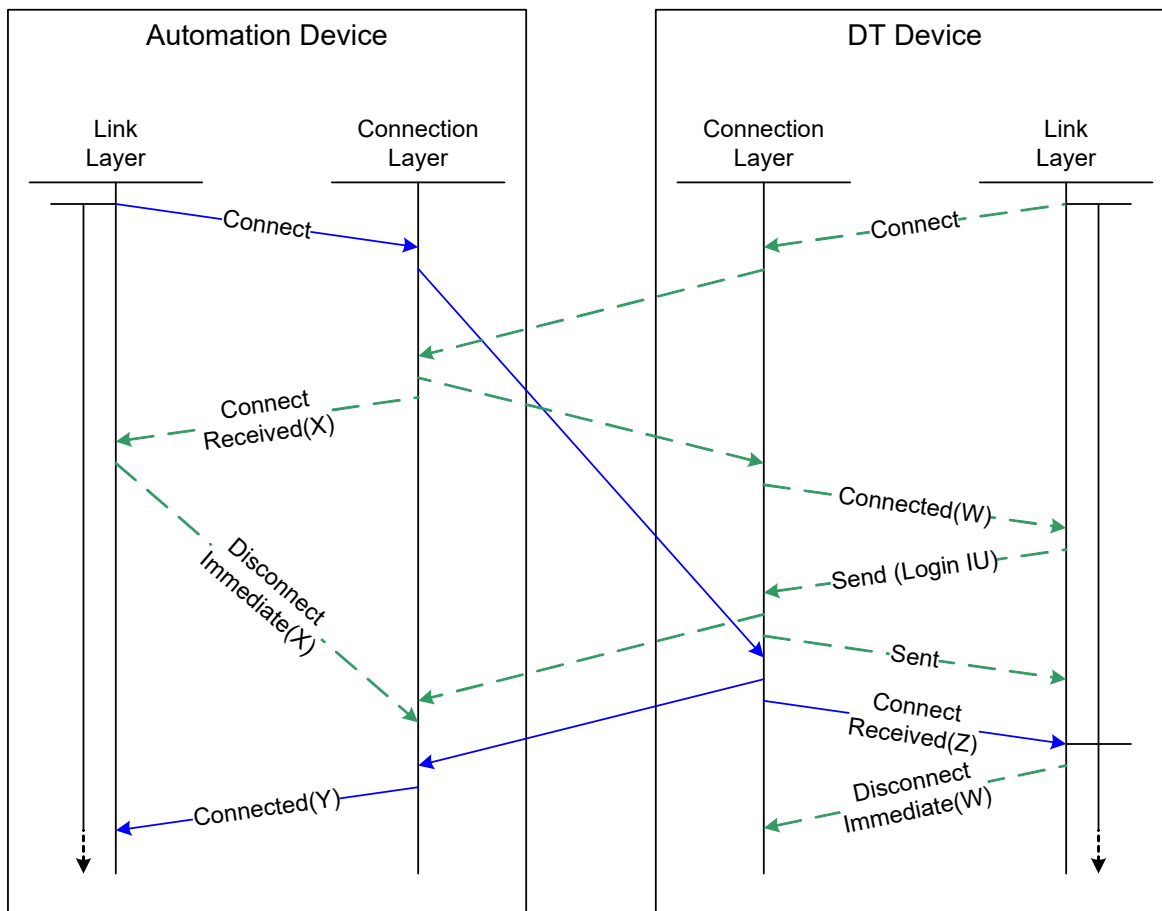 Automation Device
DT Device
Link
Layer
Connection
Layer
Connection
Layer
Link
Layer
Connect
Connect
Connect
Received(X)
Connected(W)
Disconnect
Immediate(X)
Send (Login IU)
Sent
Connect
Received(Z)
Disconnect
Immediate(W)
Connected(Y)